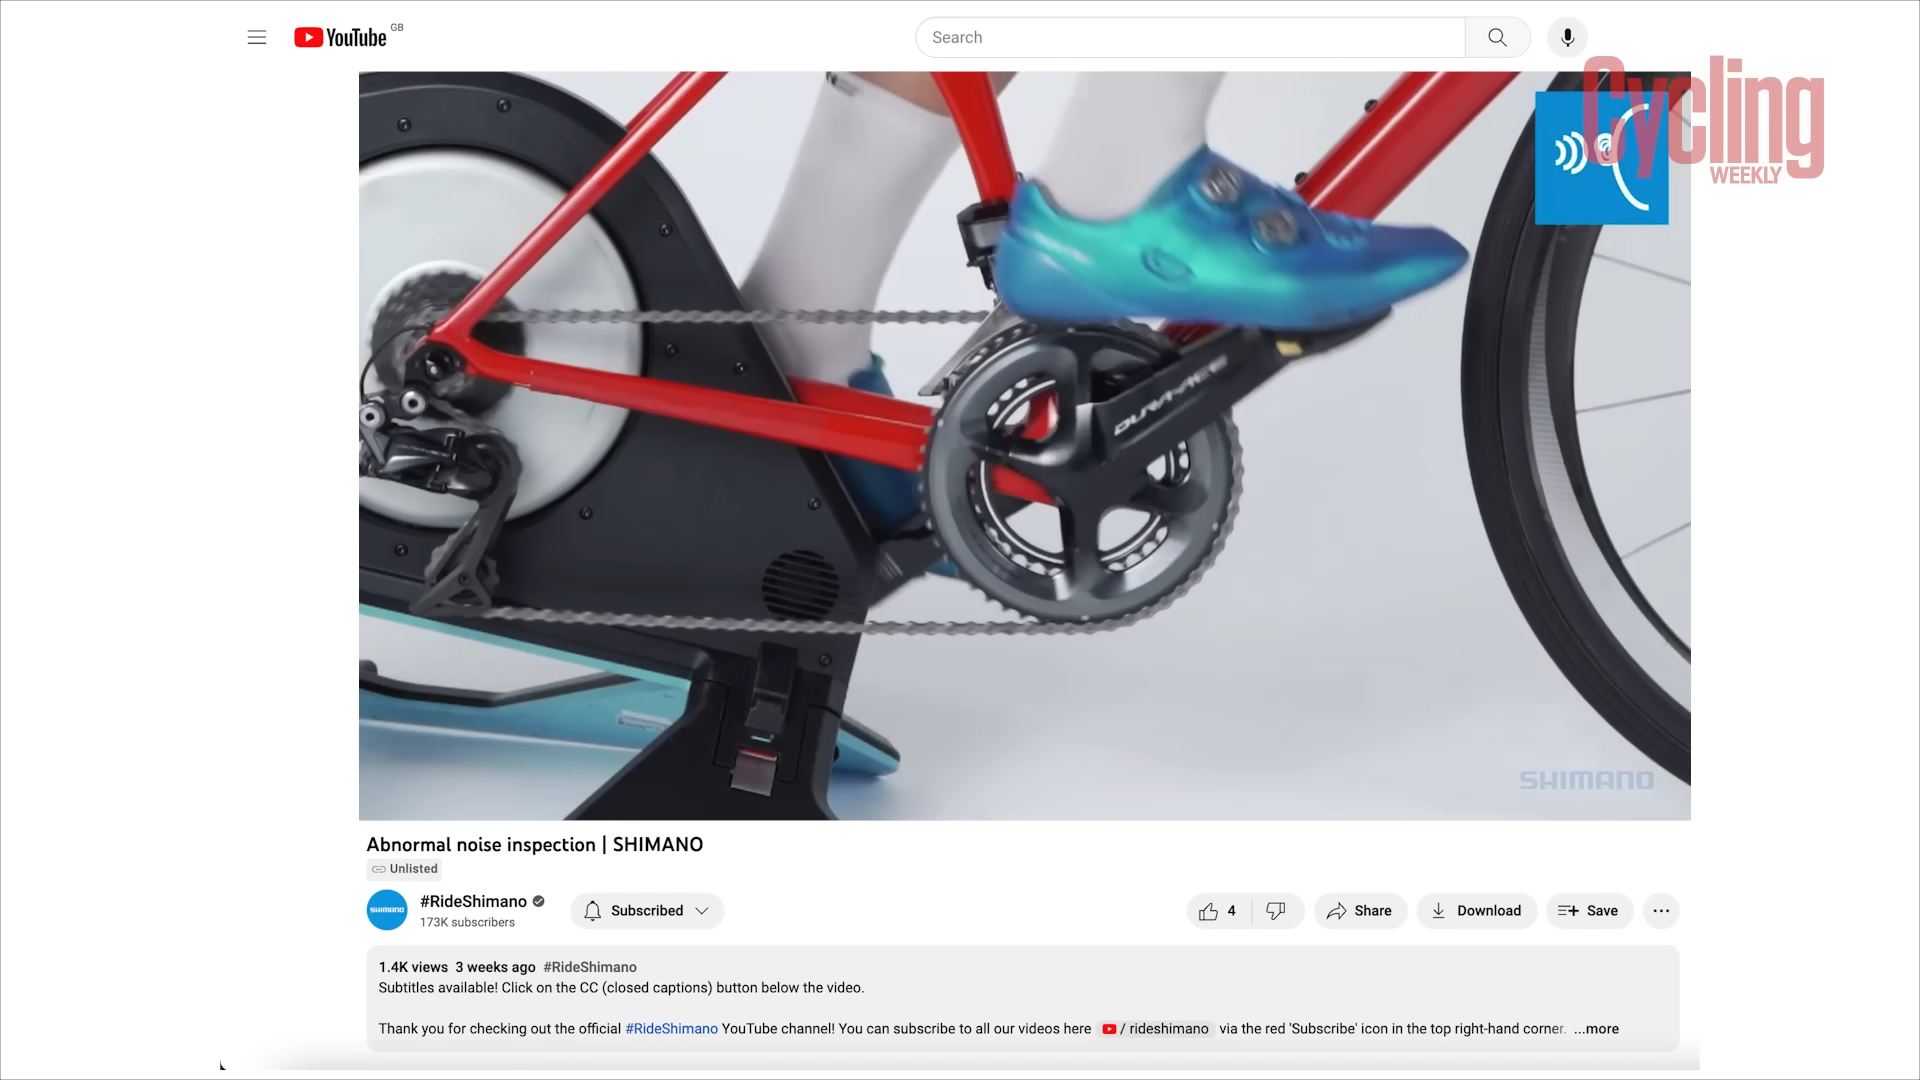 YouTube GB
Search
Cycling
WEEKLY
DURA-ACE
SHIMANO
Abnormal noise inspection | SHIMANO
Unlisted
SHIMANO
#RideShimano
173K subscribers
Subscribed
4
Share
Download
Save
1.4K views 3 weeks ago #RideShimano
Subtitles available! Click on the CC (closed captions) button below the video.
Thank you for checking out the official #RideShimano YouTube channel! You can subscribe to all our videos here / rideshimano via the red 'Subscribe' icon in the top right-hand corner. ...more